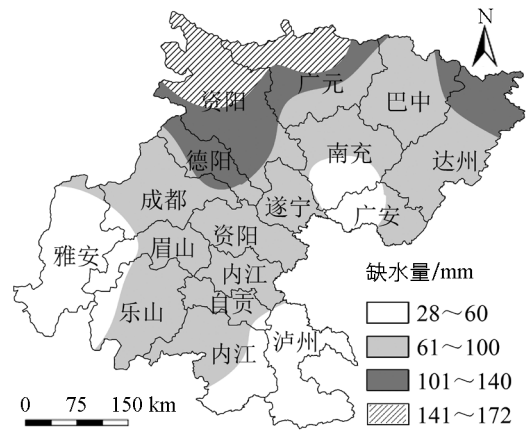 N
广元
资阳
巴中
德阳
南充
达州
成都
遂宁
广安
雅安
眉山
资阳
内江
乐山
自贡
内江
泸州
缺水量/mm
28～60
61～100
101～140
141～172
0 75 150 km